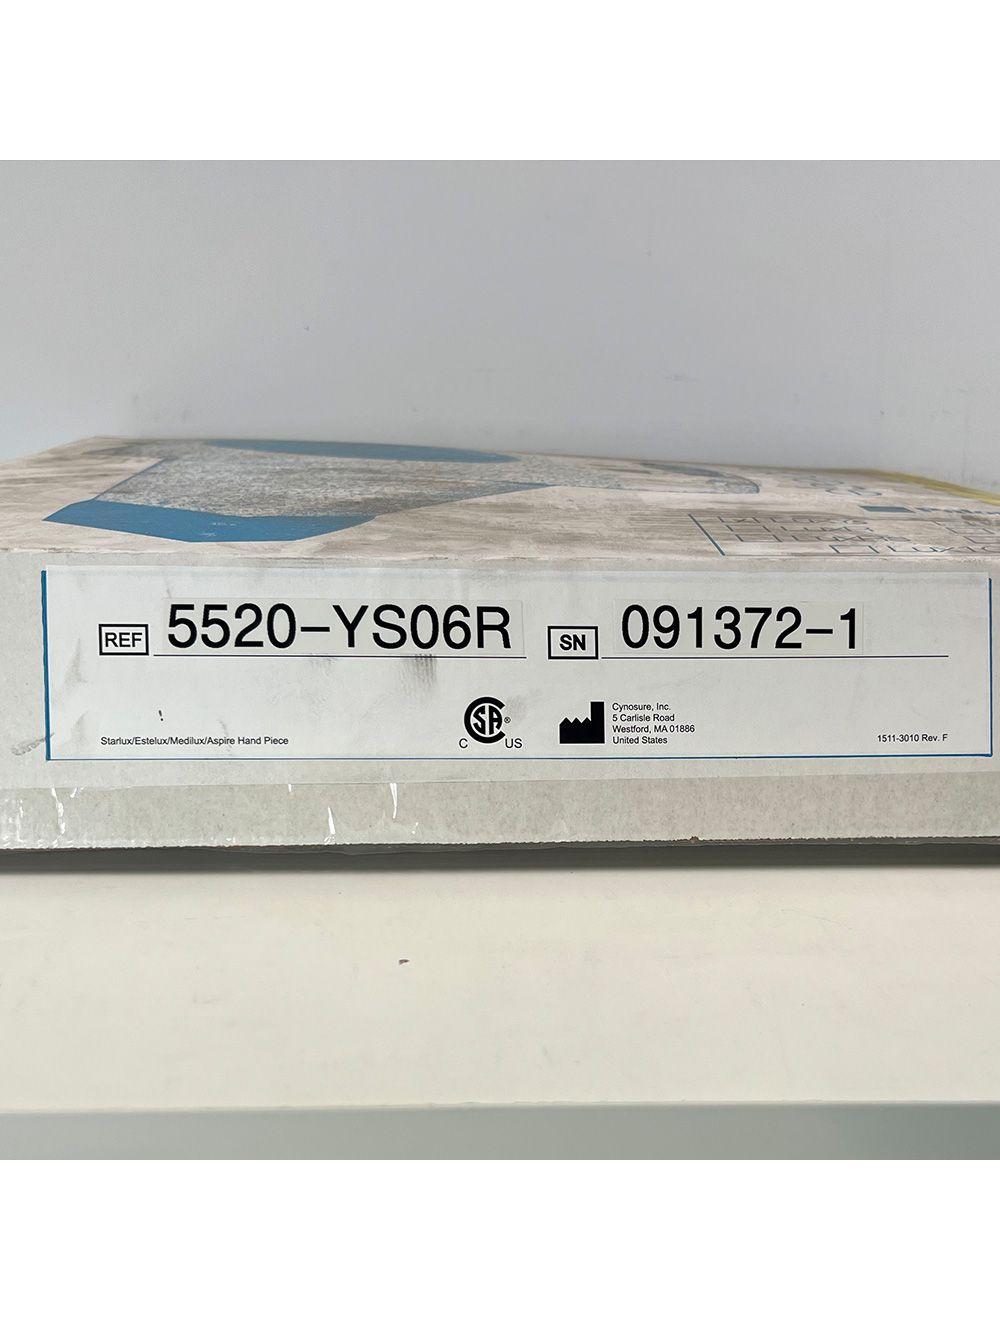 REF 5520-YS06R SN 091372-1
Starlux/Estelux/Medilux/Aspire Hand Piece
C SA ® US
Cynosure, Inc.
5 Carlisle Road
Westford, MA 01886
United States
1511-3010 Rev. F